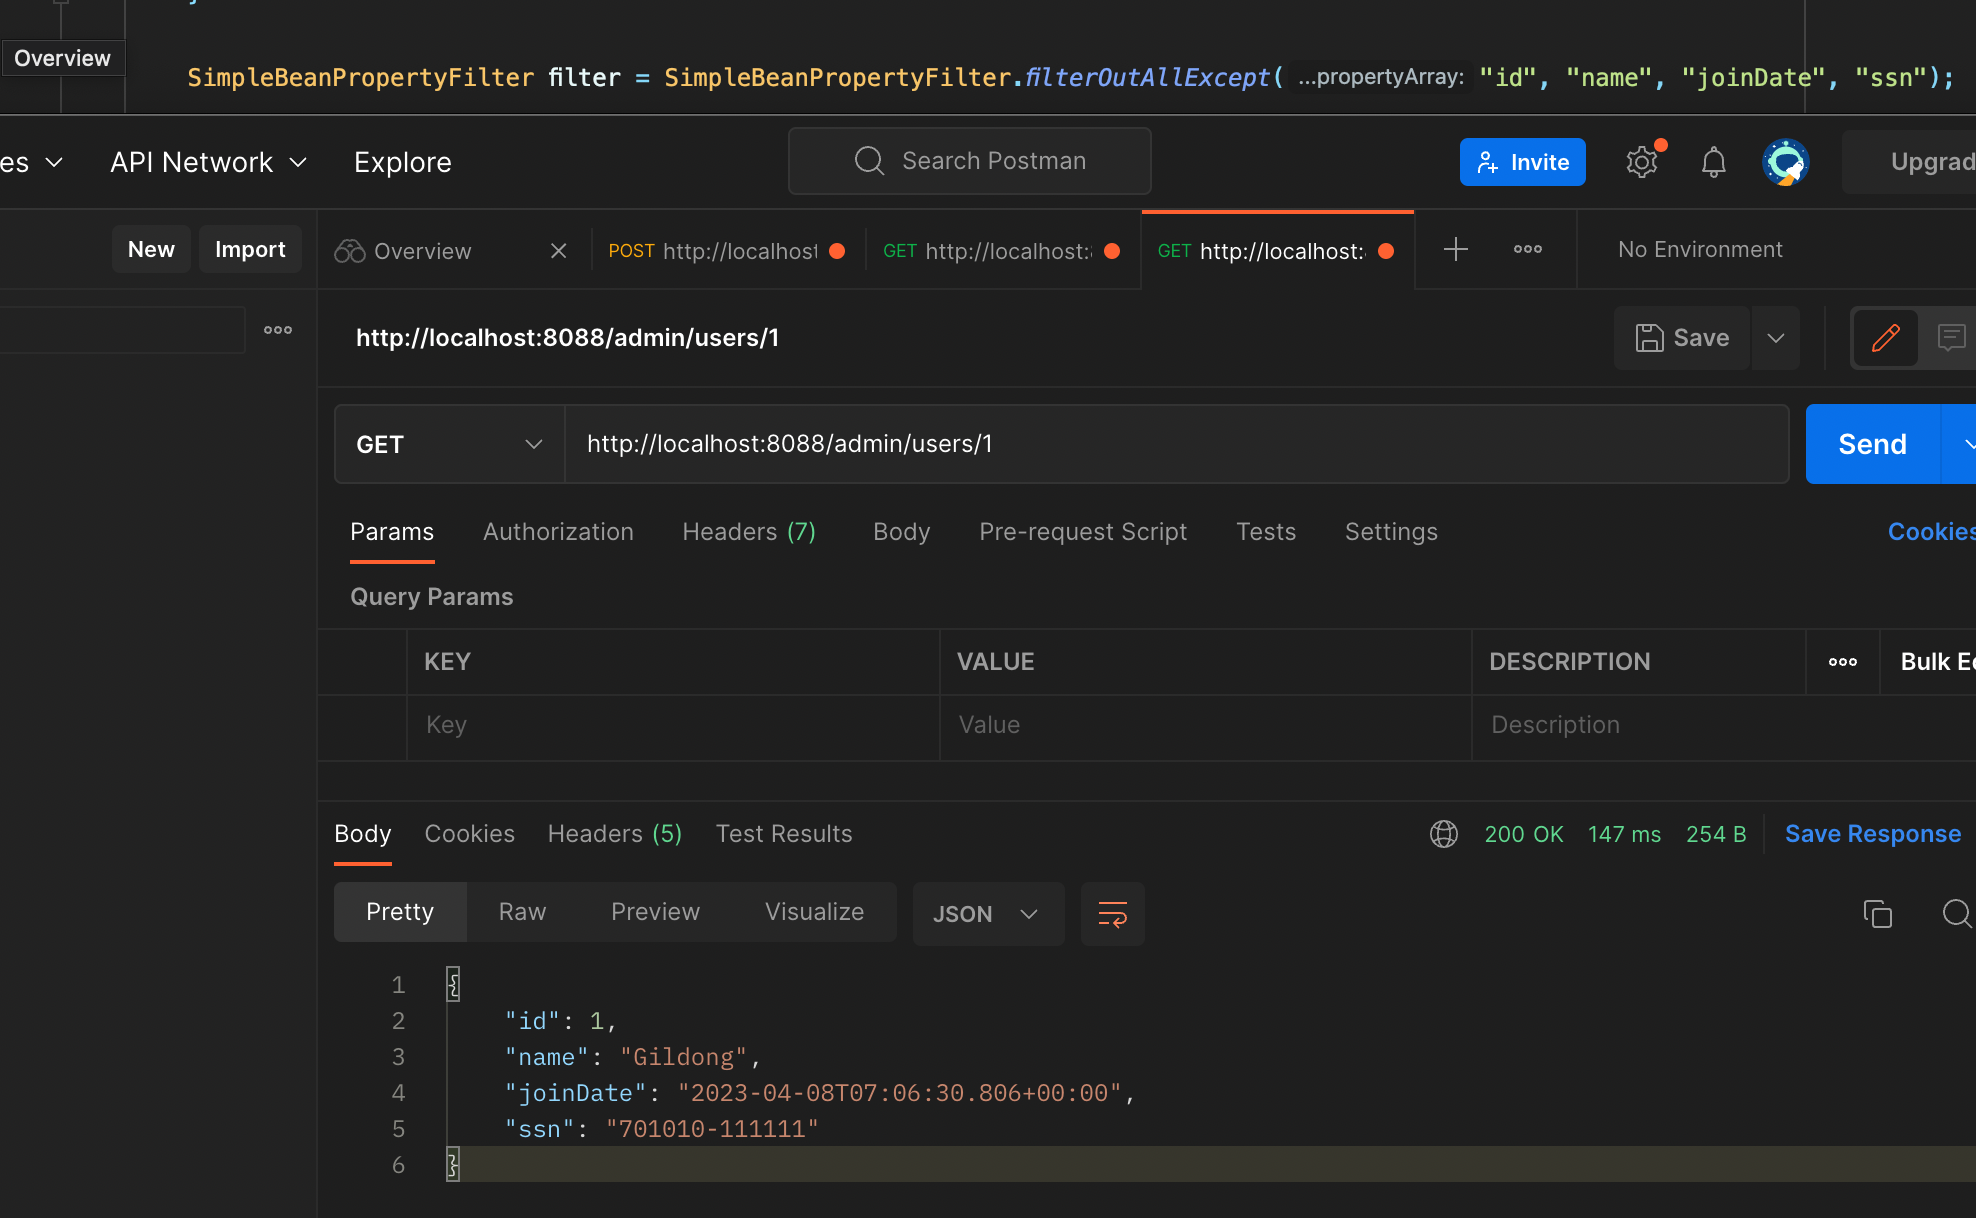 Overview
SimpleBeanPropertyFilter filter = SimpleBeanPropertyFilter.filterOutAllExcept( ...propertyArray: "id", "name", "joinDate", "ssn");
es API Network Explore Search Postman Invite Upgrad
New Import Overview POST http://localhost GET http://localhost: GET http://localhost: No Environment
http://localhost:8088/admin/users/1 Save
GET http://localhost:8088/admin/users/1 Send
Params Authorization Headers (7) Body Pre-request Script Tests Settings Cookies
Query Params
KEY VALUE DESCRIPTION Bulk Ed
Key Value Description
Body Cookies Headers (5) Test Results 200 OK 147 ms 254 B Save Response
Pretty Raw Preview Visualize JSON
1 {
2 "id": 1,
3 "name": "Gildong",
4 "joinDate": "2023-04-08T07:06:30.806+00:00",
5 "ssn": "701010-111111"
6 }